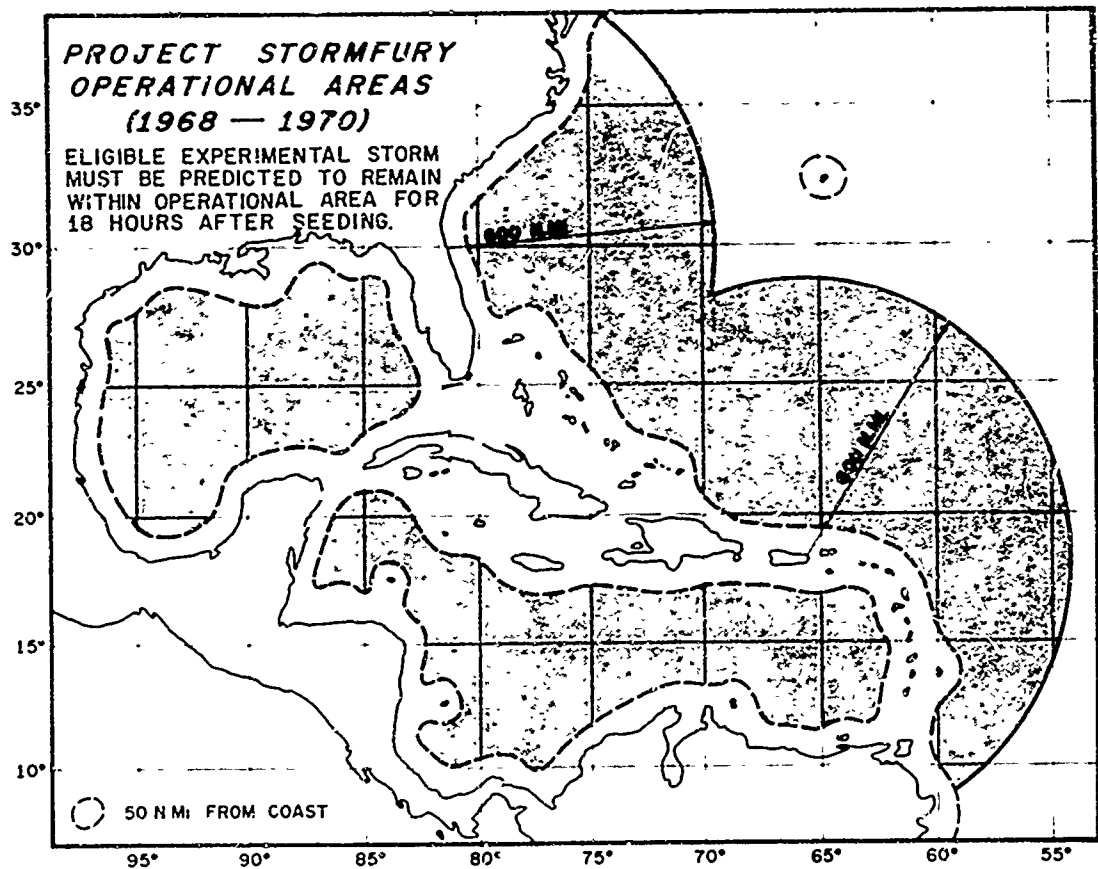 PROJECT STORMFURY
OPERATIONAL AREAS
(1968 — 1970)
ELIGIBLE EXPERIMENTAL STORM
MUST BE PREDICTED TO REMAIN
WITHIN OPERATIONAL AREA FOR
18 HOURS AFTER SEEDING.
35°
30°
25°
20°
15°
10°
N.MI.
N.MI.
50 N MI FROM COAST
95° 90° 85° 80° 75° 70° 65° 60° 55°